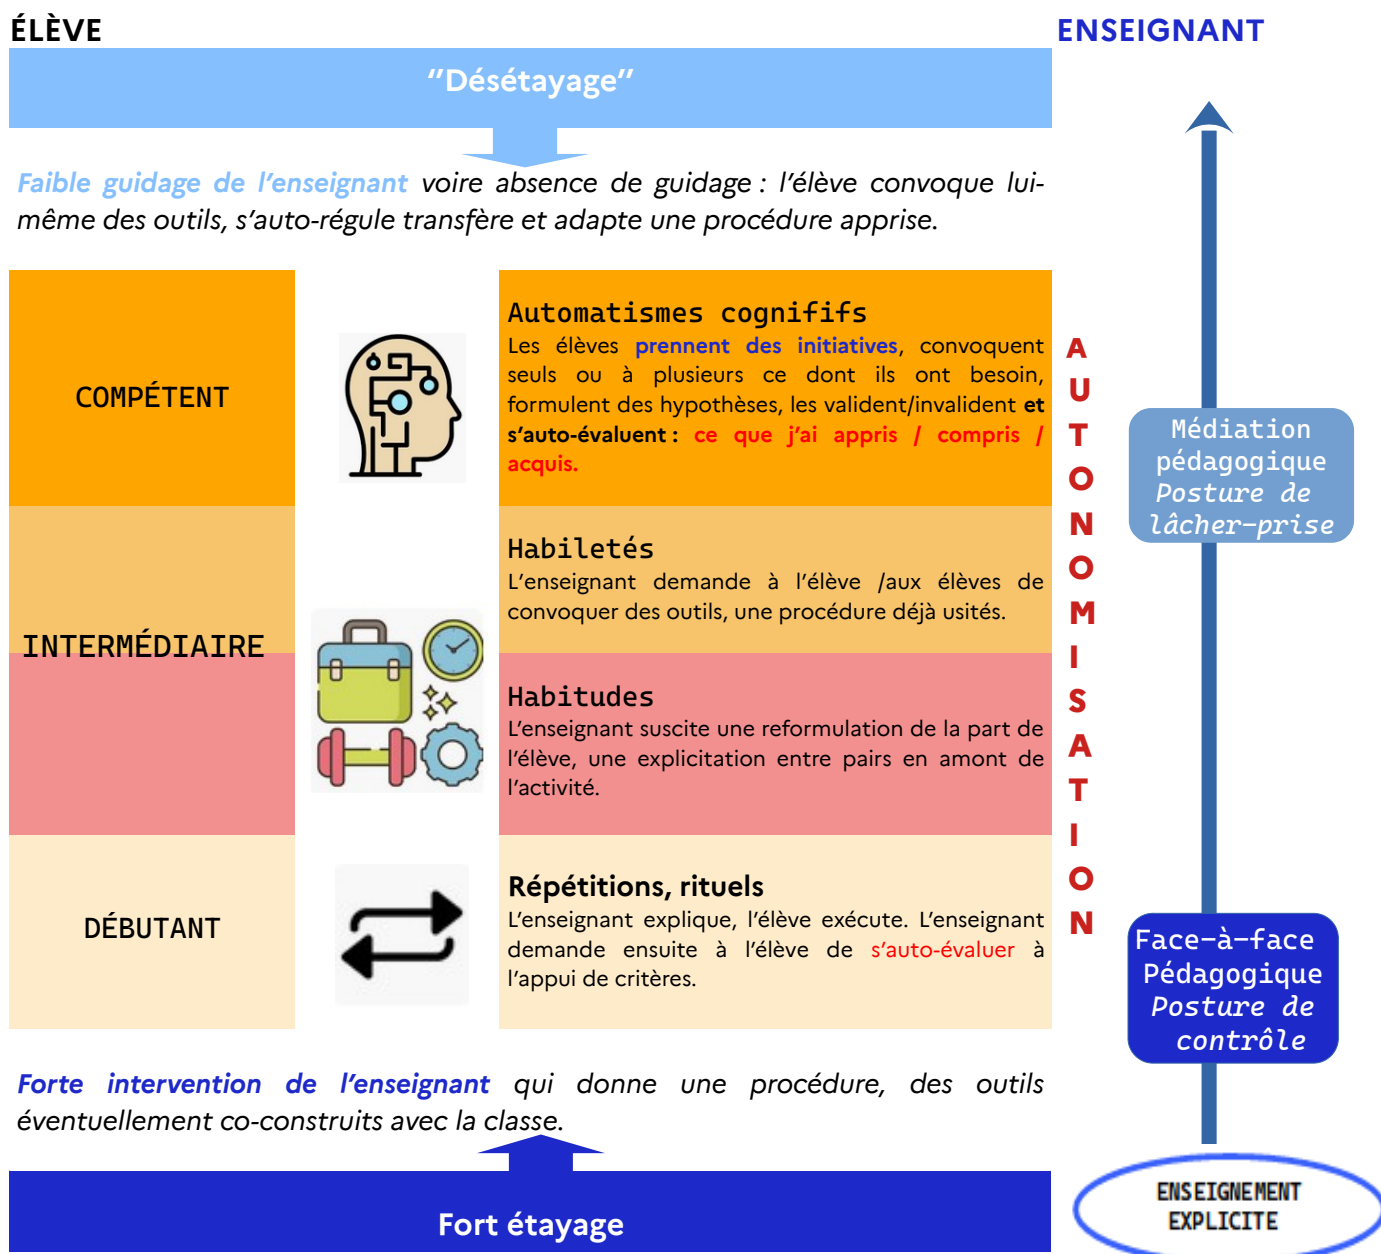 ÉLÈVE
ENSEIGNANT
“Désétayage”
Faible guidage de l’enseignant voire absence de guidage : l’élève convoque lui-
même des outils, s’auto-régule transfère et adapte une procédure apprise.
COMPÉTENT
Automatismes cognififs
Les élèves prennent des initiatives, convoquent
seuls ou à plusieurs ce dont ils ont besoin,
formulent des hypothèses, les valident/invalident et
s’auto-évaluent : ce que j’ai appris / compris /
acquis.
INTERMÉDIAIRE
Habiletés
L’enseignant demande à l’élève /aux élèves de
convoquer des outils, une procédure déjà usités.
Habitudes
L’enseignant suscite une reformulation de la part de
l’élève, une explicitation entre pairs en amont de
l’activité.
DÉBUTANT
Répétitions, rituels
L’enseignant explique, l’élève exécute. L’enseignant
demande ensuite à l’élève de s’auto-évaluer à
l’appui de critères.
Forte intervention de l’enseignant qui donne une procédure, des outils
éventuellement co-construits avec la classe.
Fort étayage
AUTONOMISATION
Médiation
pédagogique
Posture de
lâcher-prise
Face-à-face
Pédagogique
Posture de
contrôle
ENSEIGNEMENT
EXPLICITE